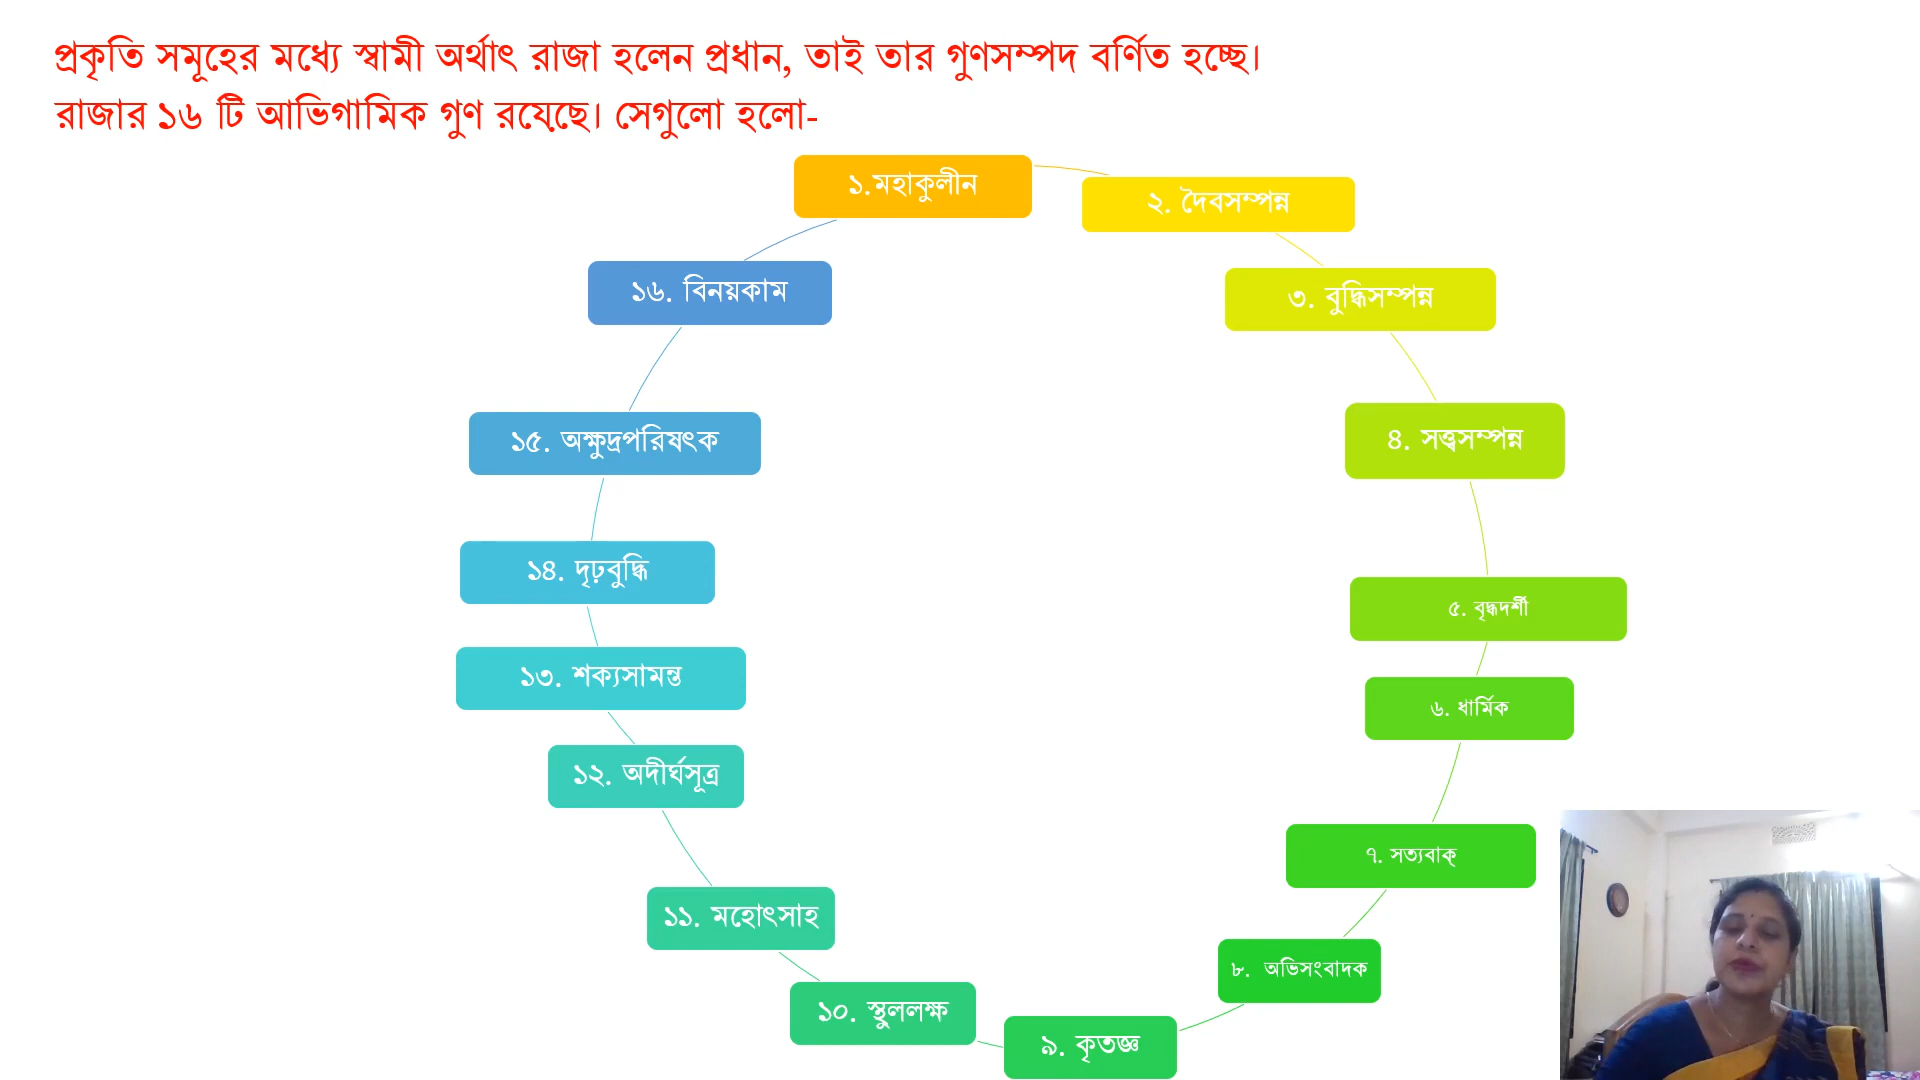 প্রকৃতি সমূহের মধ্যে স্বামী অর্থাৎ রাজা হলেন প্রধান, তাই তার গুণসম্পদ বর্ণিত হচ্ছে।
রাজার ১৬ টি আভিগামিক গুণ রয়েছে। সেগুলো হলো-
১.মহাকুলীন
২. দৈবসম্পন্ন
৩. বুদ্ধিসম্পন্ন
৪. সত্ত্বসম্পন্ন
৫. বৃদ্ধদর্শী
৬. ধার্মিক
৭. সত্যবাক্
৮. অভিসংবাদক
৯. কৃতজ্ঞ
১০. স্থুললক্ষ
১১. মহোৎসাহ
১২. অদীর্ঘসূত্র
১৩. শক্যসামন্ত
১৪. দৃঢ়বুদ্ধি
১৫. অক্ষুদ্রপরিষৎক
১৬. বিনয়কাম